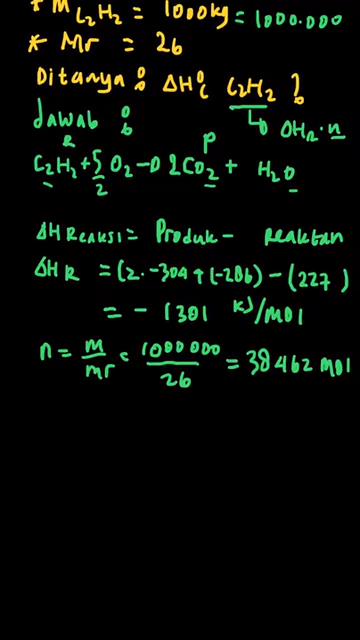 * M C2H2 = 1000kg = 1000.000
* Mr = 26
Ditanya : ΔH°c C2H2 ?
Jawab :
ΔHR . n
R P
C2H2 + 5/2 O2 → 2CO2 + H2O
ΔH Reaksi = Produk - reaktan
ΔHR = (2. -394 + (-286) - (227)
= - 1301 kJ/mol
n = m/mr = 1000000/26 = 38462 mol